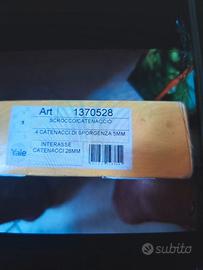 Art 1370528
SCROCCO/CATENACCIO
4 CATENACCI DI SPORGENZA 5MM
Yale
INTERASSE
CATENACCI 28MM
subito